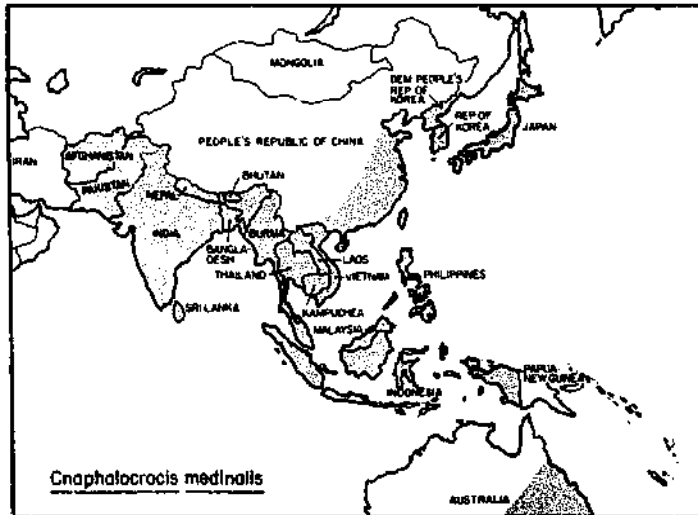 MONGOLIA
DEM PEOPLE'S
REP OF
KOREA
REP OF
KOREA
JAPAN
PEOPLE'S REPUBLIC OF CHINA
IRAN
AFGHANISTAN
PAKISTAN
NEPAL
BHUTAN
INDIA
BANGLA-
DESH
BURMA
LAOS
THAILAND
VIETNAM
PHILIPPINES
SRI LANKA
KAMPUCHEA
MALAYSIA
INDONESIA
PAPUA
NEW GUINEA
Cnaphalocrocis medinalis
AUSTRALIA